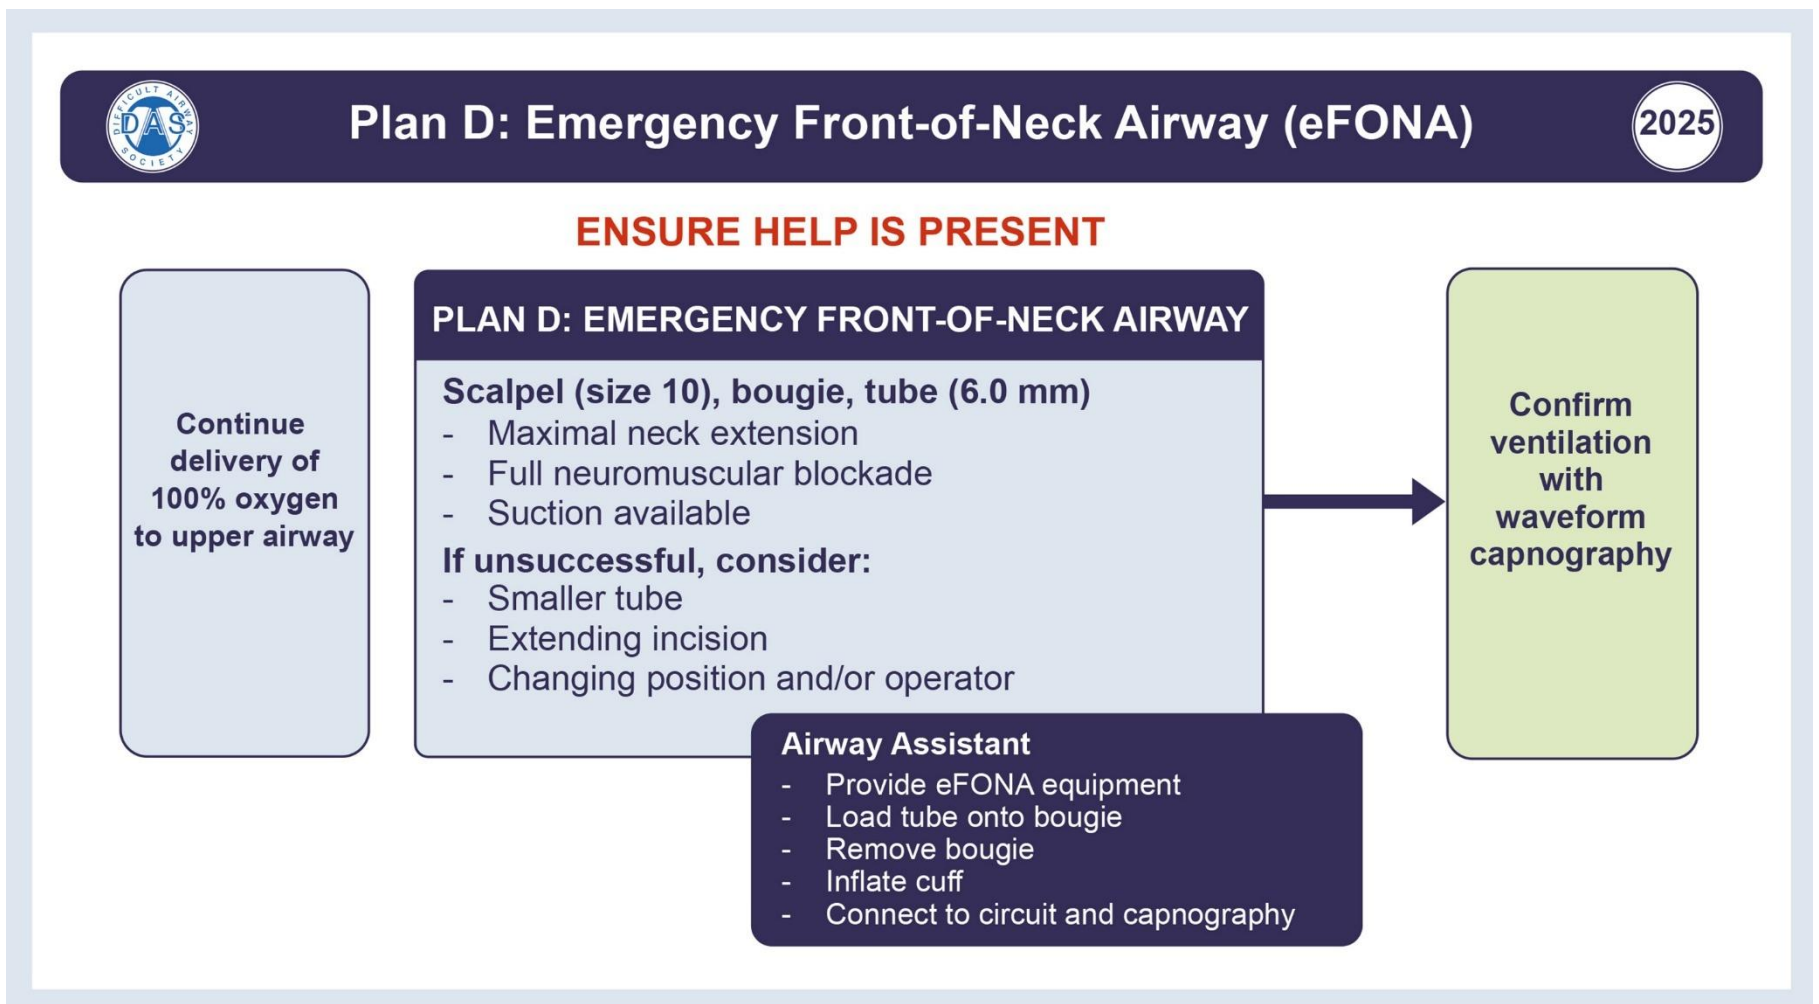 DIFFICULT AIRWAY
DAS
SOCIETY
Plan D: Emergency Front-of-Neck Airway (eFONA)
2025
ENSURE HELP IS PRESENT
Continue
delivery of
100% oxygen
to upper airway
PLAN D: EMERGENCY FRONT-OF-NECK AIRWAY
Scalpel (size 10), bougie, tube (6.0 mm)
- Maximal neck extension
- Full neuromuscular blockade
- Suction available
If unsuccessful, consider:
- Smaller tube
- Extending incision
- Changing position and/or operator
Airway Assistant
- Provide eFONA equipment
- Load tube onto bougie
- Remove bougie
- Inflate cuff
- Connect to circuit and capnography
Confirm
ventilation
with
waveform
capnography